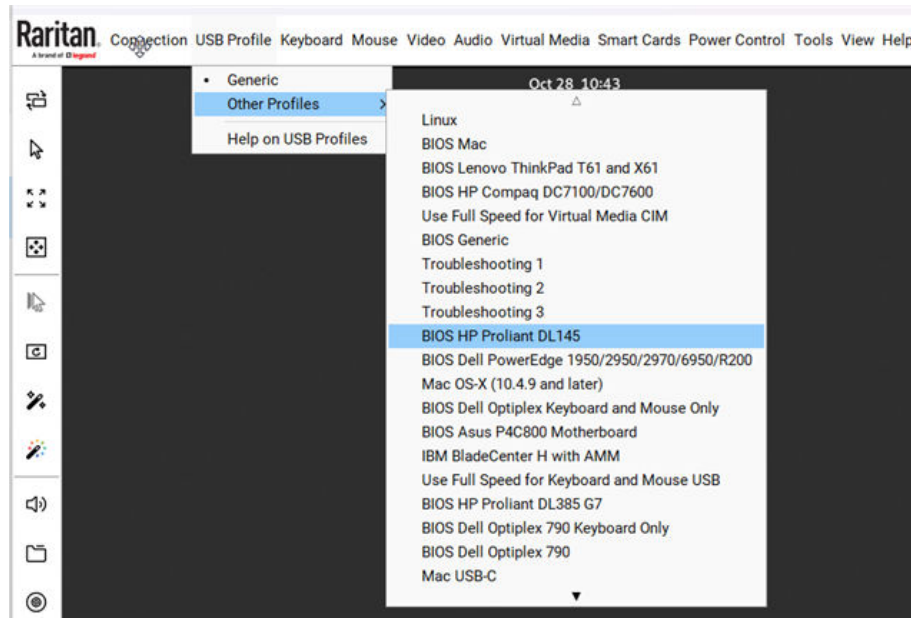 Raritan.
A brand of legrand
Connection USB Profile Keyboard Mouse Video Audio Virtual Media Smart Cards Power Control Tools View Help
Generic
Other Profiles
Help on USB Profiles
Oct 28 10:43
Linux
BIOS Mac
BIOS Lenovo ThinkPad T61 and X61
BIOS HP Compaq DC7100/DC7600
Use Full Speed for Virtual Media CIM
BIOS Generic
Troubleshooting 1
Troubleshooting 2
Troubleshooting 3
BIOS HP Proliant DL145
BIOS Dell PowerEdge 1950/2950/2970/6950/R200
Mac OS-X (10.4.9 and later)
BIOS Dell Optiplex Keyboard and Mouse Only
BIOS Asus P4C800 Motherboard
IBM BladeCenter H with AMM
Use Full Speed for Keyboard and Mouse USB
BIOS HP Proliant DL385 G7
BIOS Dell Optiplex 790 Keyboard Only
BIOS Dell Optiplex 790
Mac USB-C